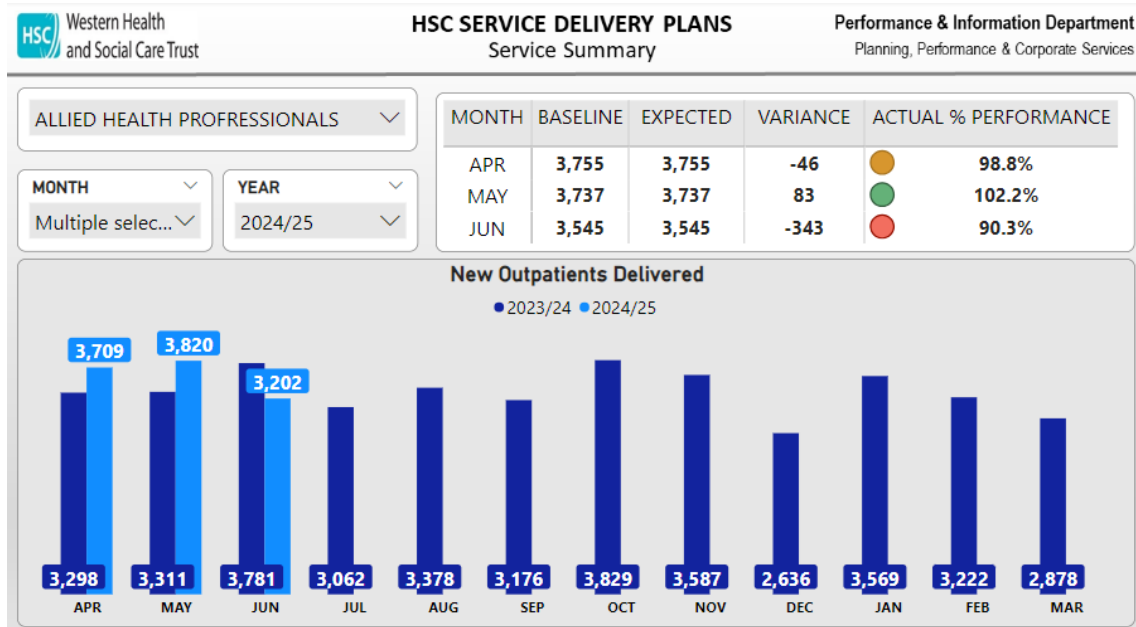 HSC
Western Health
and Social Care Trust
HSC SERVICE DELIVERY PLANS
Service Summary
Performance & Information Department
Planning, Performance & Corporate Services
ALLIED HEALTH PROFRESSIONALS
MONTH
Multiple selec...
YEAR
2024/25
MONTH BASELINE EXPECTED VARIANCE ACTUAL % PERFORMANCE
APR 3,755 3,755 -46 98.8%
MAY 3,737 3,737 83 102.2%
JUN 3,545 3,545 -343 90.3%
New Outpatients Delivered
2023/24 2024/25
3,709 3,820 3,202
3,298 3,311 3,781 3,062 3,378 3,176 3,829 3,587 2,636 3,569 3,222 2,878
APR MAY JUN JUL AUG SEP OCT NOV DEC JAN FEB MAR